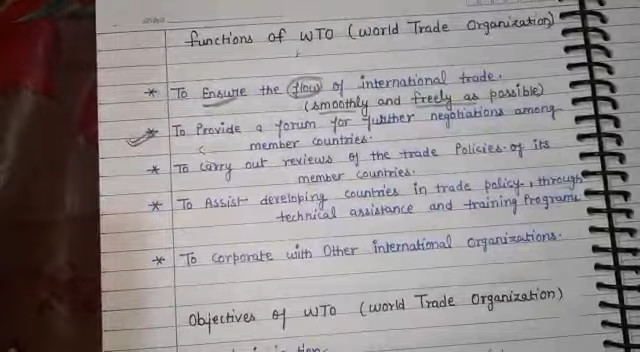 functions of WTO (World Trade Organization)
* To Ensure the flow of international trade.
(smoothly and freely as possible)
* To Provide a forum for further negotiations among
member countries.
* To carry out reviews of the trade Policies of its
member countries.
* To Assist developing countries in trade policy, through
technical assistance and training Programs
* To corporate with Other international organizations.
Objectives of WTO (World Trade Organization)